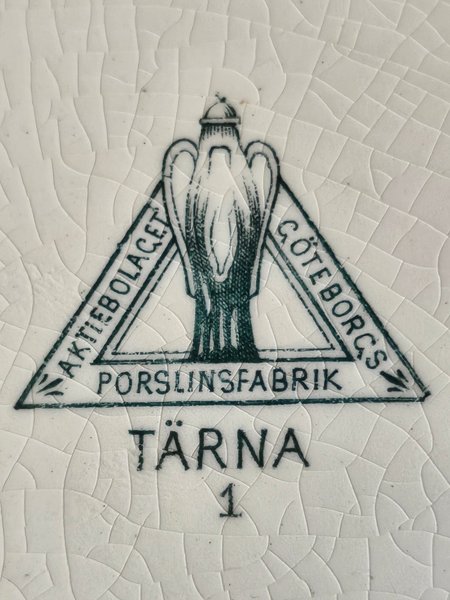 AKTIEBOLAGET
GÖTEBORGS
PORSLINSFABRIK
TÄRNA
1